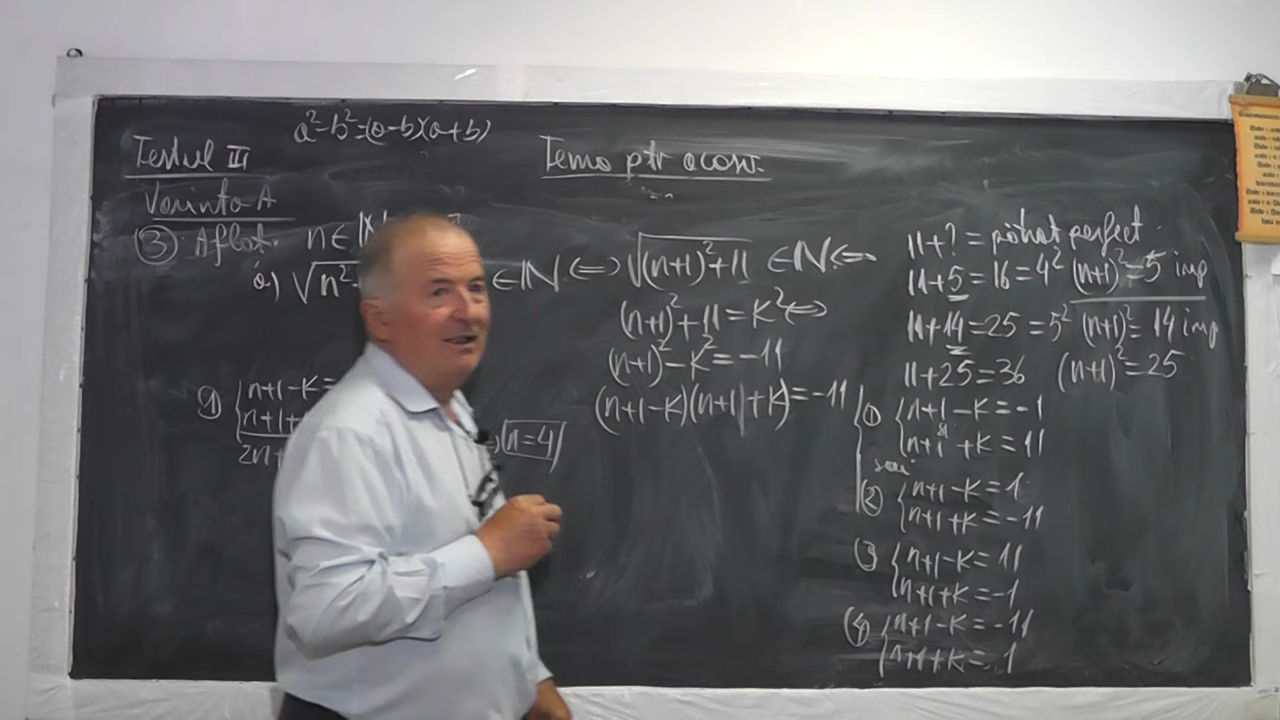 a²-b²=(a-b)(a+b)
Testul III
Tema ptr acasă.
Varianta A
③ Aflați n∈
a) √n² ∈ℕ ⟺ √(n+1)²+11 ∈ℕ ⟺
(n+1)²+11=K² ⟺
(n+1)²-K²=-11
(n+1-K)(n+1+K)=-11
1) { n+1-K=
n+1+
2n+
n=4
11+?=pătrat perfect.
11+5=16=4² (n+1)²=5 imp
11+14=25=5² (n+1)²=14 imp
11+25=36 (n+1)²=25
① { n+1-K=-1
și
n+1+K=11
sau
② { n+1-K=1
n+1+K=-11
③ { n+1-K=11
n+1+K=-1
④ { n+1-K=-11
n+1+K=1